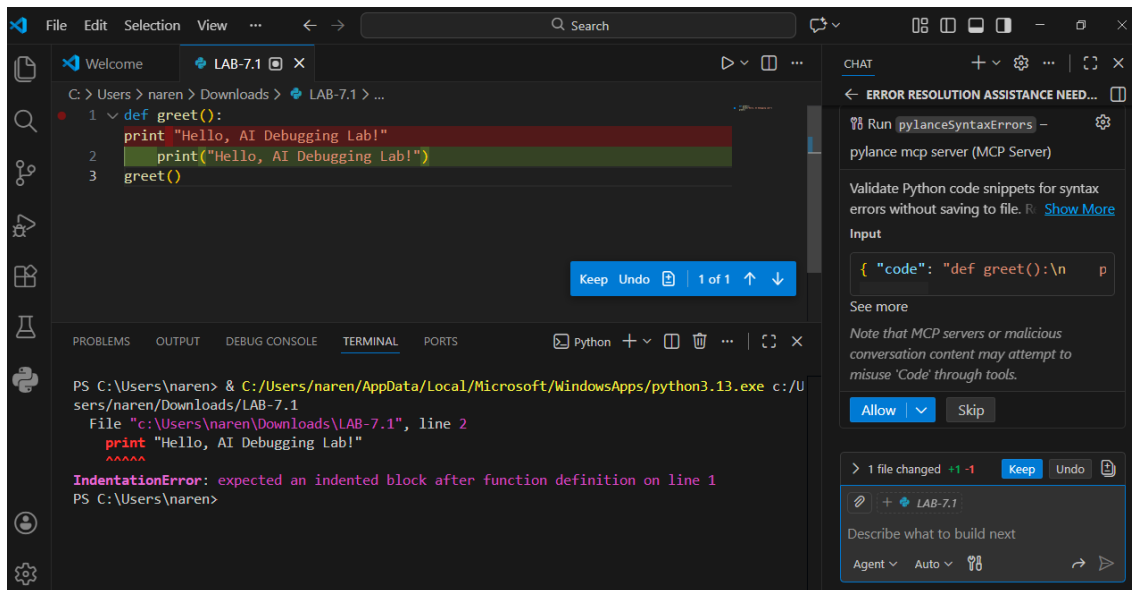 File Edit Selection View ··· Search
Welcome
LAB-7.1
C: > Users > naren > Downloads > LAB-7.1 > ...
1 def greet():
print "Hello, AI Debugging Lab!"
2 print("Hello, AI Debugging Lab!")
3 greet()
Keep Undo 1 of 1
PROBLEMS OUTPUT DEBUG CONSOLE TERMINAL PORTS Python
PS C:\Users\naren> & C:/Users/naren/AppData/Local/Microsoft/WindowsApps/python3.13.exe c:/U
sers/naren/Downloads/LAB-7.1
File "c:\Users\naren\Downloads\LAB-7.1", line 2
print "Hello, AI Debugging Lab!"
^^^^^
IndentationError: expected an indented block after function definition on line 1
PS C:\Users\naren>
CHAT
ERROR RESOLUTION ASSISTANCE NEED...
Run pylanceSyntaxErrors –
pylance mcp server (MCP Server)
Validate Python code snippets for syntax
errors without saving to file. Show More
Input
{ "code": "def greet():\n    p
See more
Note that MCP servers or malicious
conversation content may attempt to
misuse 'Code' through tools.
Allow Skip
1 file changed +1 -1 Keep Undo
LAB-7.1
Describe what to build next
Agent Auto